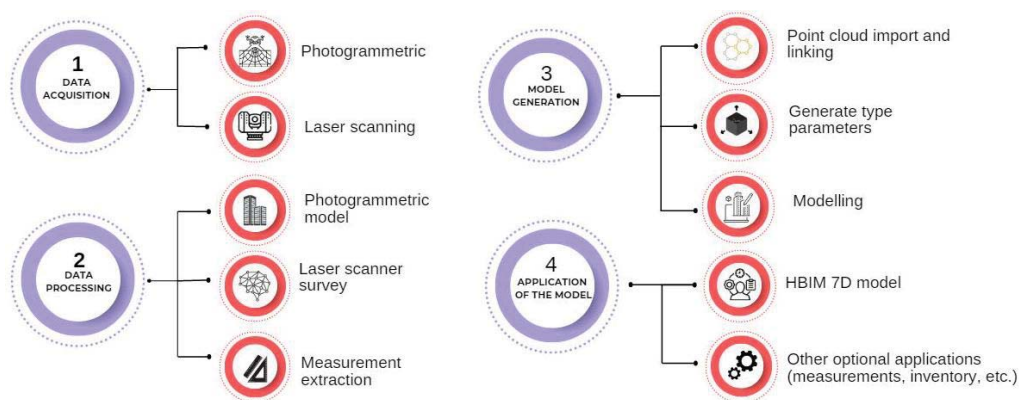 1
DATA
ACQUISITION
Photogrammetric
Laser scanning
2
DATA
PROCESSING
Photogrammetric
model
Laser scanner
survey
Measurement
extraction
3
MODEL
GENERATION
Point cloud import and
linking
Generate type
parameters
Modelling
4
APPLICATION
OF THE MODEL
HBIM 7D model
Other optional applications
(measurements, inventory, etc.)